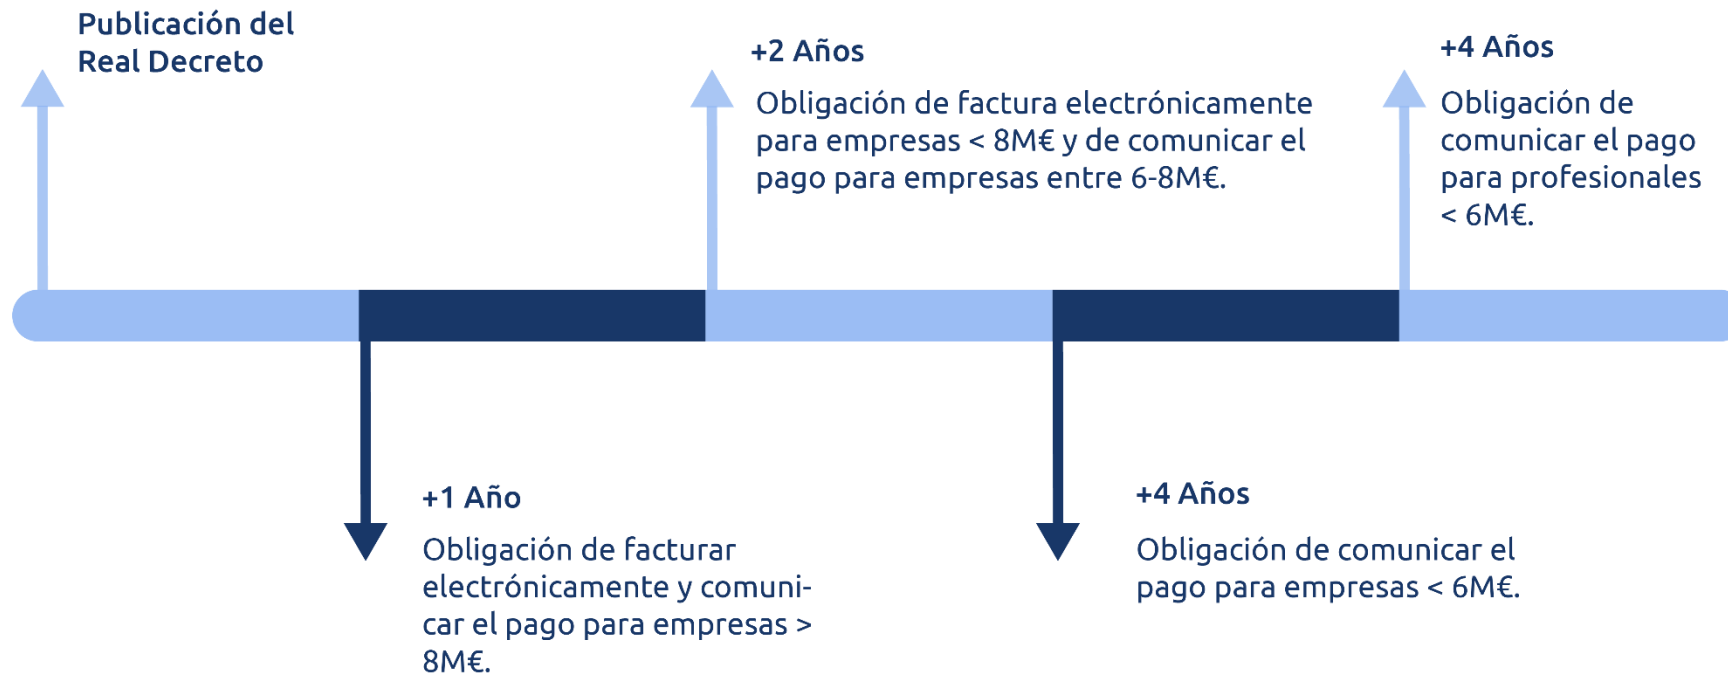 Publicación del
Real Decreto
+2 Años
Obligación de factura electrónicamente
para empresas < 8M€ y de comunicar el
pago para empresas entre 6-8M€.
+4 Años
Obligación de
comunicar el pago
para profesionales
< 6M€.
+1 Año
Obligación de facturar
electrónicamente y comuni-
car el pago para empresas >
8M€.
+4 Años
Obligación de comunicar el
pago para empresas < 6M€.